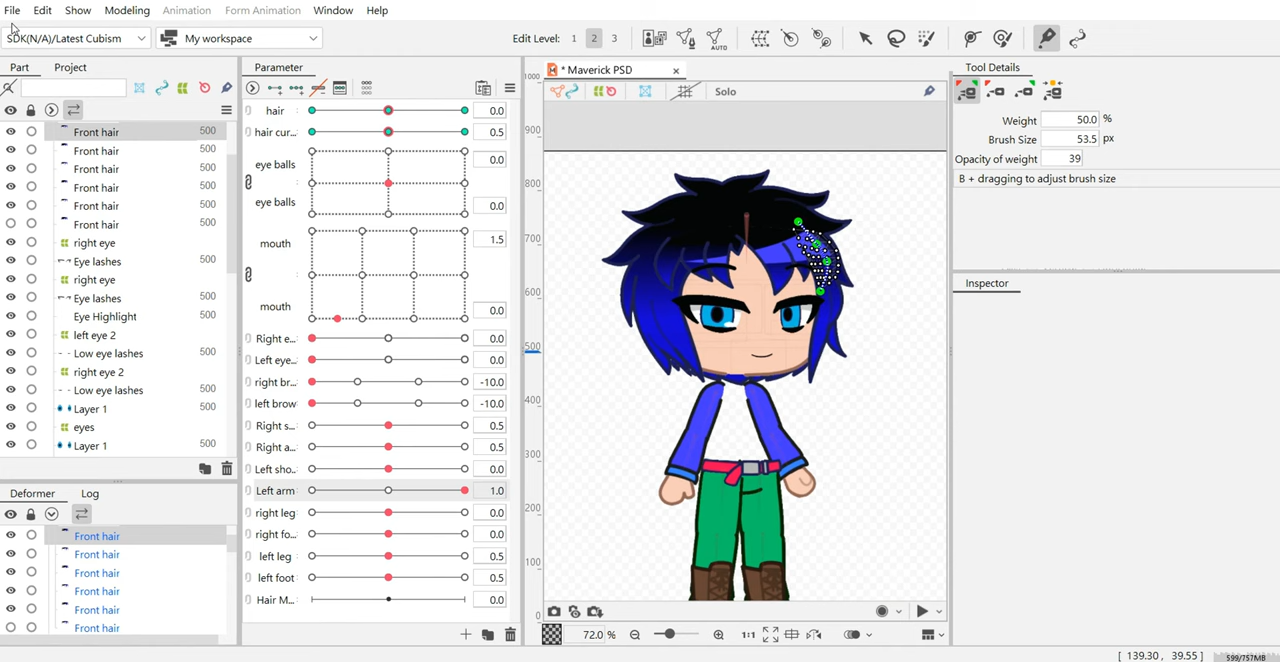 File Edit Show Modeling Animation Form Animation Window Help
SDK(N/A)/Latest Cubism My workspace Edit Level: 1 2 3 AUTO
Part Project
500 Front hair
Front hair
Front hair 500
Front hair 500
Front hair 500
Front hair 500
right eye
Eye lashes 500
right eye
Eye lashes 500
Eye Highlight 500
left eye 2
Low eye lashes 500
right eye 2
Low eye lashes 500
Layer 1 500
eyes
Layer 1 500
Deformer Log
Front hair
Front hair
Front hair
Front hair
Front hair
Front hair
Parameter
hair 0.0
hair cur... 0.5
eye balls 0.0
eye balls 0.0
mouth 1.5
mouth 0.0
Right e... 0.0
Left eye... 0.0
right br... -10.0
left brow -10.0
Right s... 0.5
Right a... 0.5
Left sho... 0.0
Left arm 1.0
right leg 0.0
right fo... 0.0
left leg 0.5
left foot 0.5
Hair M... 0.0
* Maverick PSD
Solo
1000
900
800
700
600
500
400
300
200
100
0
72.0 % 1:1
Tool Details
Weight 50.0 %
Brush Size 53.5 px
Opacity of weight 39
B + dragging to adjust brush size
Inspector
[ 139.30, 39.55 ] 599/757MB